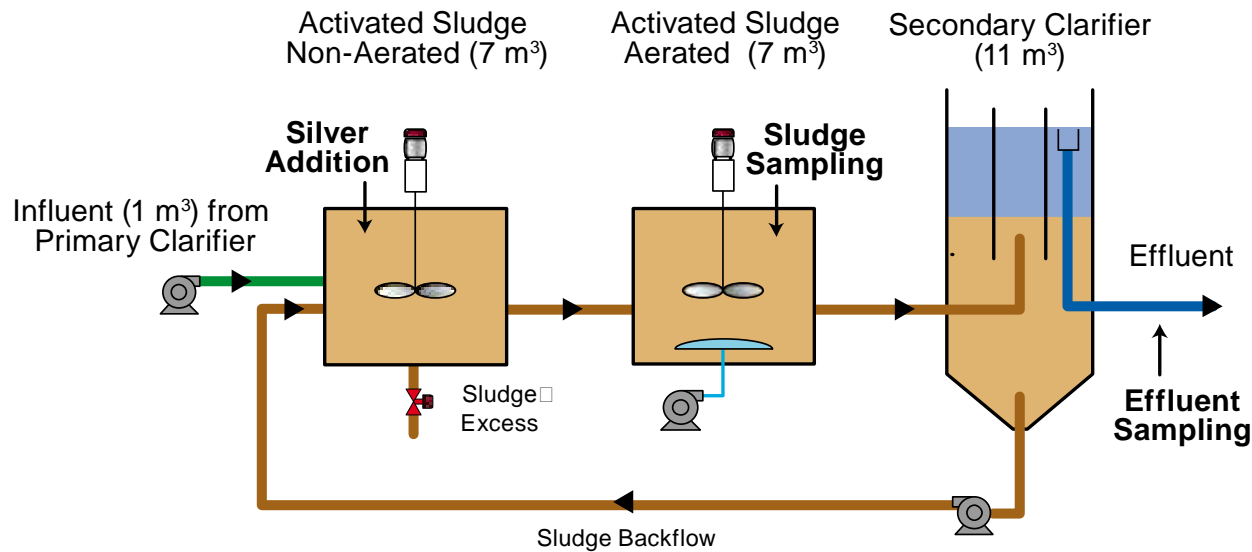 Activated Sludge
Non-Aerated (7 m³)
Activated Sludge
Aerated (7 m³)
Secondary Clarifier
(11 m³)
Silver
Addition
Sludge
Sampling
Influent (1 m³) from
Primary Clarifier
Effluent
Sludge□
Excess
Effluent
Sampling
Sludge Backflow